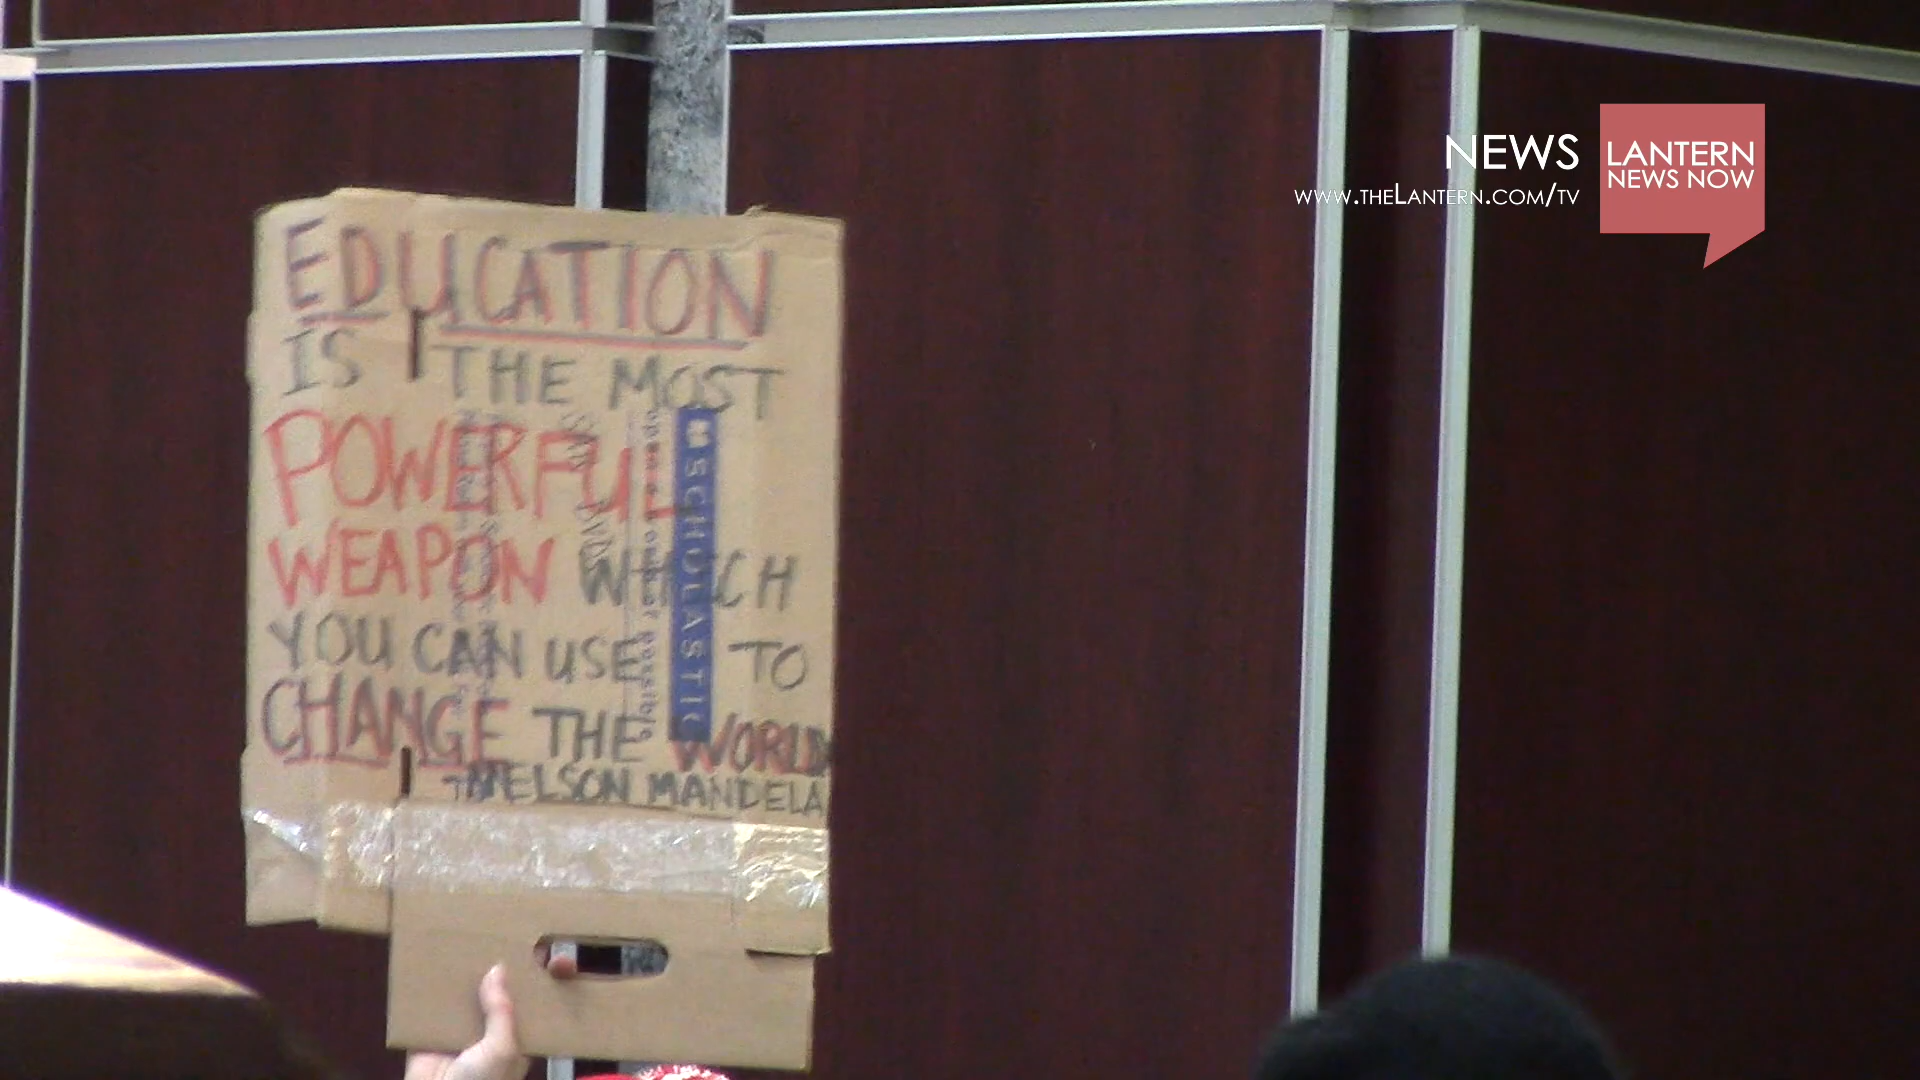 NEWS
www.theLantern.com/tv
LANTERN
NEWS NOW
EDUCATION
IS THE MOST
POWERFUL
WEAPON WHICH
YOU CAN USE TO
CHANGE THE WORLD
NELSON MANDELA
SCHOLASTIC